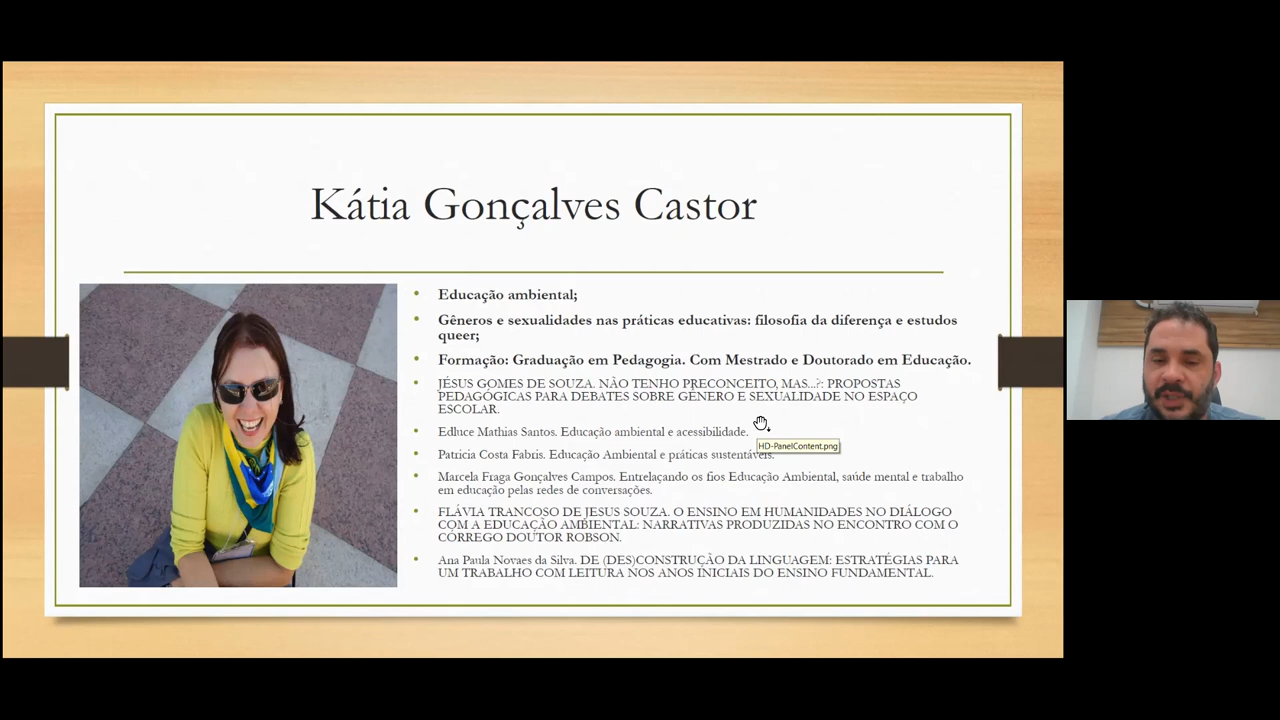 Kátia Gonçalves Castor
Educação ambiental;
Gêneros e sexualidades nas práticas educativas: filosofia da diferença e estudos
queer;
Formação: Graduação em Pedagogia. Com Mestrado e Doutorado em Educação.
JÉSUS GOMES DE SOUZA. NÃO TENHO PRECONCEITO, MAS...?: PROPOSTAS
PEDAGÓGICAS PARA DEBATES SOBRE GÊNERO E SEXUALIDADE NO ESPAÇO
ESCOLAR.
Edluce Mathias Santos. Educação ambiental e acessibilidade.
HD-PanelContent.png
Patricia Costa Fabris. Educação Ambiental e práticas sustentáveis.
Marcela Fraga Gonçalves Campos. Entrelaçando os fios Educação Ambiental, saúde mental e trabalho
em educação pelas redes de conversações.
FLÁVIA TRANCOSO DE JESUS SOUZA. O ENSINO EM HUMANIDADES NO DIÁLOGO
COM A EDUCAÇÃO AMBIENTAL: NARRATIVAS PRODUZIDAS NO ENCONTRO COM O
CÓRREGO DOUTOR ROBSON.
Ana Paula Novaes da Silva. DE (DES)CONSTRUÇÃO DA LINGUAGEM: ESTRATÉGIAS PARA
UM TRABALHO COM LEITURA NOS ANOS INICIAIS DO ENSINO FUNDAMENTAL.